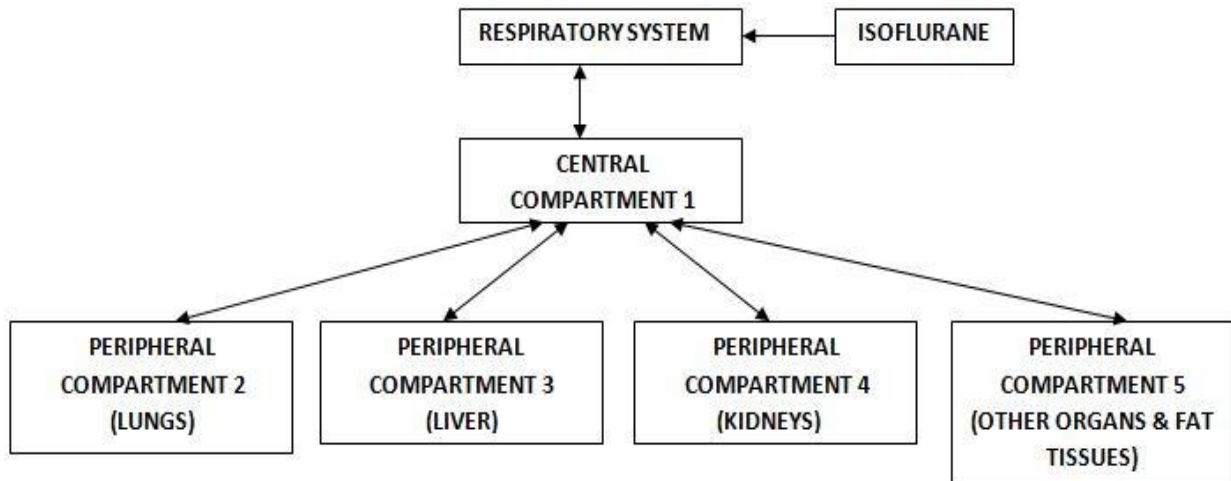 RESPIRATORY SYSTEM
ISOFLURANE
CENTRAL
COMPARTMENT 1
PERIPHERAL
COMPARTMENT 2
(LUNGS)
PERIPHERAL
COMPARTMENT 3
(LIVER)
PERIPHERAL
COMPARTMENT 4
(KIDNEYS)
PERIPHERAL
COMPARTMENT 5
(OTHER ORGANS & FAT
TISSUES)